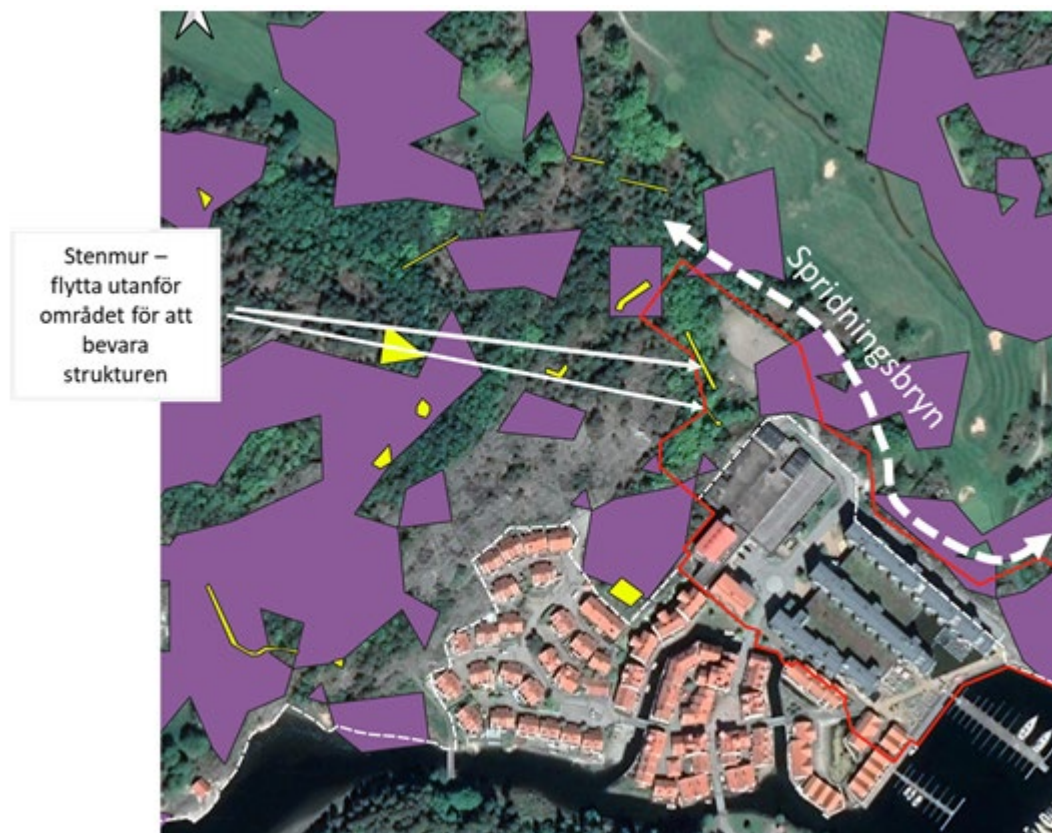 Stenmur –
flytta utanför
området för att
bevara
strukturen
Spridningsbryn